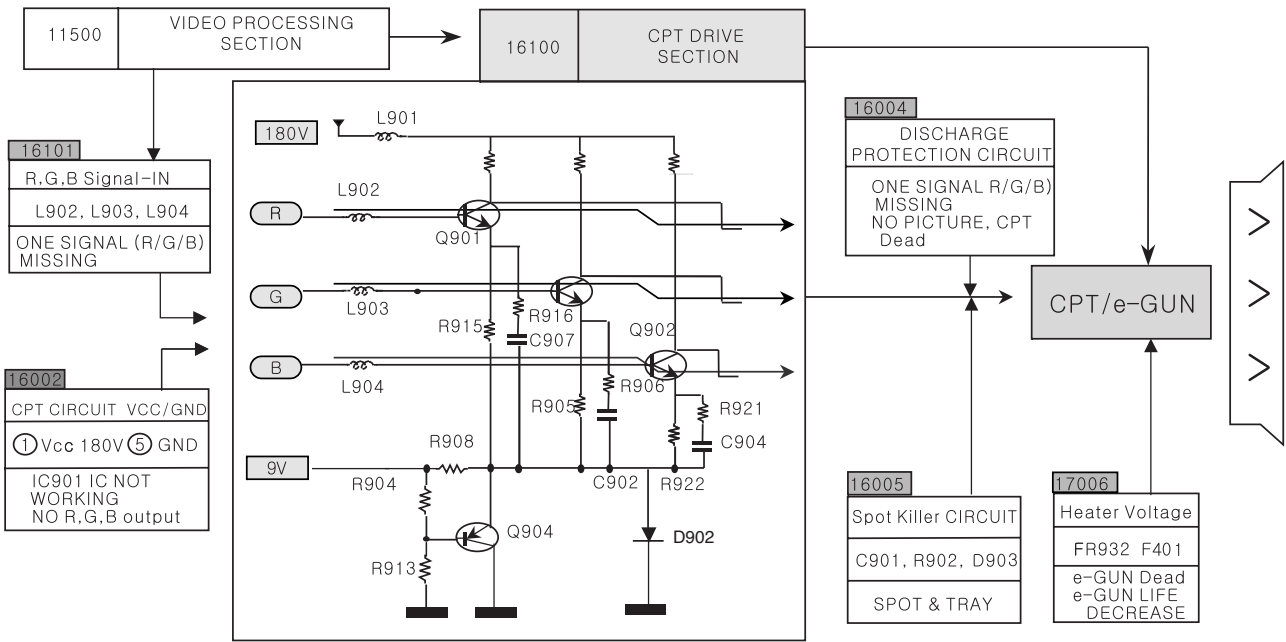 11500
VIDEO PROCESSING
SECTION
16100
CPT DRIVE
SECTION
16101
R,G,B Signal-IN
L902, L903, L904
ONE SIGNAL (R/G/B)
MISSING
16002
CPT CIRCUIT VCC/GND
① Vcc 180V ⑤ GND
IC901 IC NOT
WORKING
NO R,G,B output
180V
L901
R
L902
Q901
G
L903
R915
R916
C907
Q902
B
L904
R905
R906
R921
C904
9V
R908
R904
C902
R922
Q904
D902
R913
16004
DISCHARGE
PROTECTION CIRCUIT
ONE SIGNAL R/G/B)
MISSING
NO PICTURE, CPT
Dead
CPT/e-GUN
16005
Spot Killer CIRCUIT
C901, R902, D903
SPOT & TRAY
17006
Heater Voltage
FR932 F401
e-GUN Dead
e-GUN LIFE
DECREASE